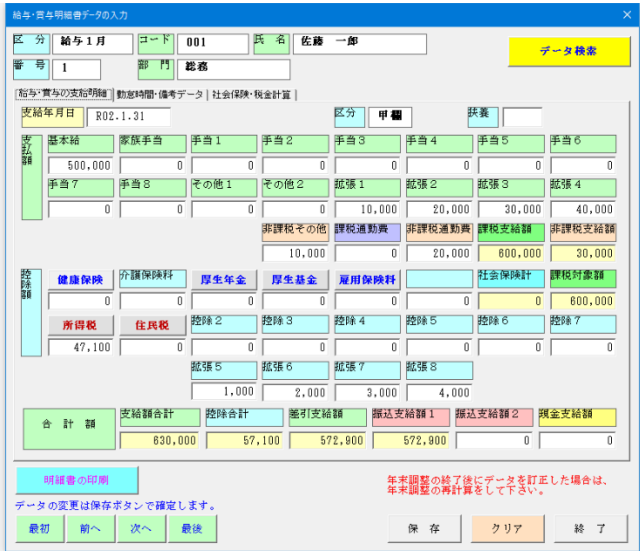 給与・賞与明細書データの入力
区 分 給与１月 コード 001 氏 名 佐藤 一郎
データ検索
番 号 1 部 門 総務
給与・賞与の支給明細 勤怠時間・備考データ 社会保険・税金計算
支給年月日 R02.1.31 区分 甲欄 扶養
支払額 基本給 家族手当 手当１ 手当２ 手当３ 手当４ 手当５ 手当６
500,000 0 0 0 0 0 0 0
手当７ 手当８ その他１ その他２ 拡張１ 拡張２ 拡張３ 拡張４
0 0 0 0 10,000 20,000 30,000 40,000
非課税その他 課税通勤費 非課税通勤費 課税支給額 非課税支給額
10,000 0 20,000 600,000 30,000
控除額 健康保険 介護保険料 厚生年金 厚生基金 雇用保険料 社会保険計 課税対象額
0 0 0 0 0 0 0 600,000
所得税 住民税 控除２ 控除３ 控除４ 控除５ 控除６ 控除７
47,100 0 0 0 0 0 0 0
拡張５ 拡張６ 拡張７ 拡張８
1,000 2,000 3,000 4,000
合 計 額 支給額合計 控除合計 差引支給額 振込支給額１ 振込支給額２ 現金支給額
630,000 57,100 572,900 572,900 0 0
明細書の印刷
年末調整の終了後にデータを訂正した場合は、
年末調整の再計算をして下さい。
データの変更は保存ボタンで確定します。
最初 前へ 次へ 最後 保 存 クリア 終 了